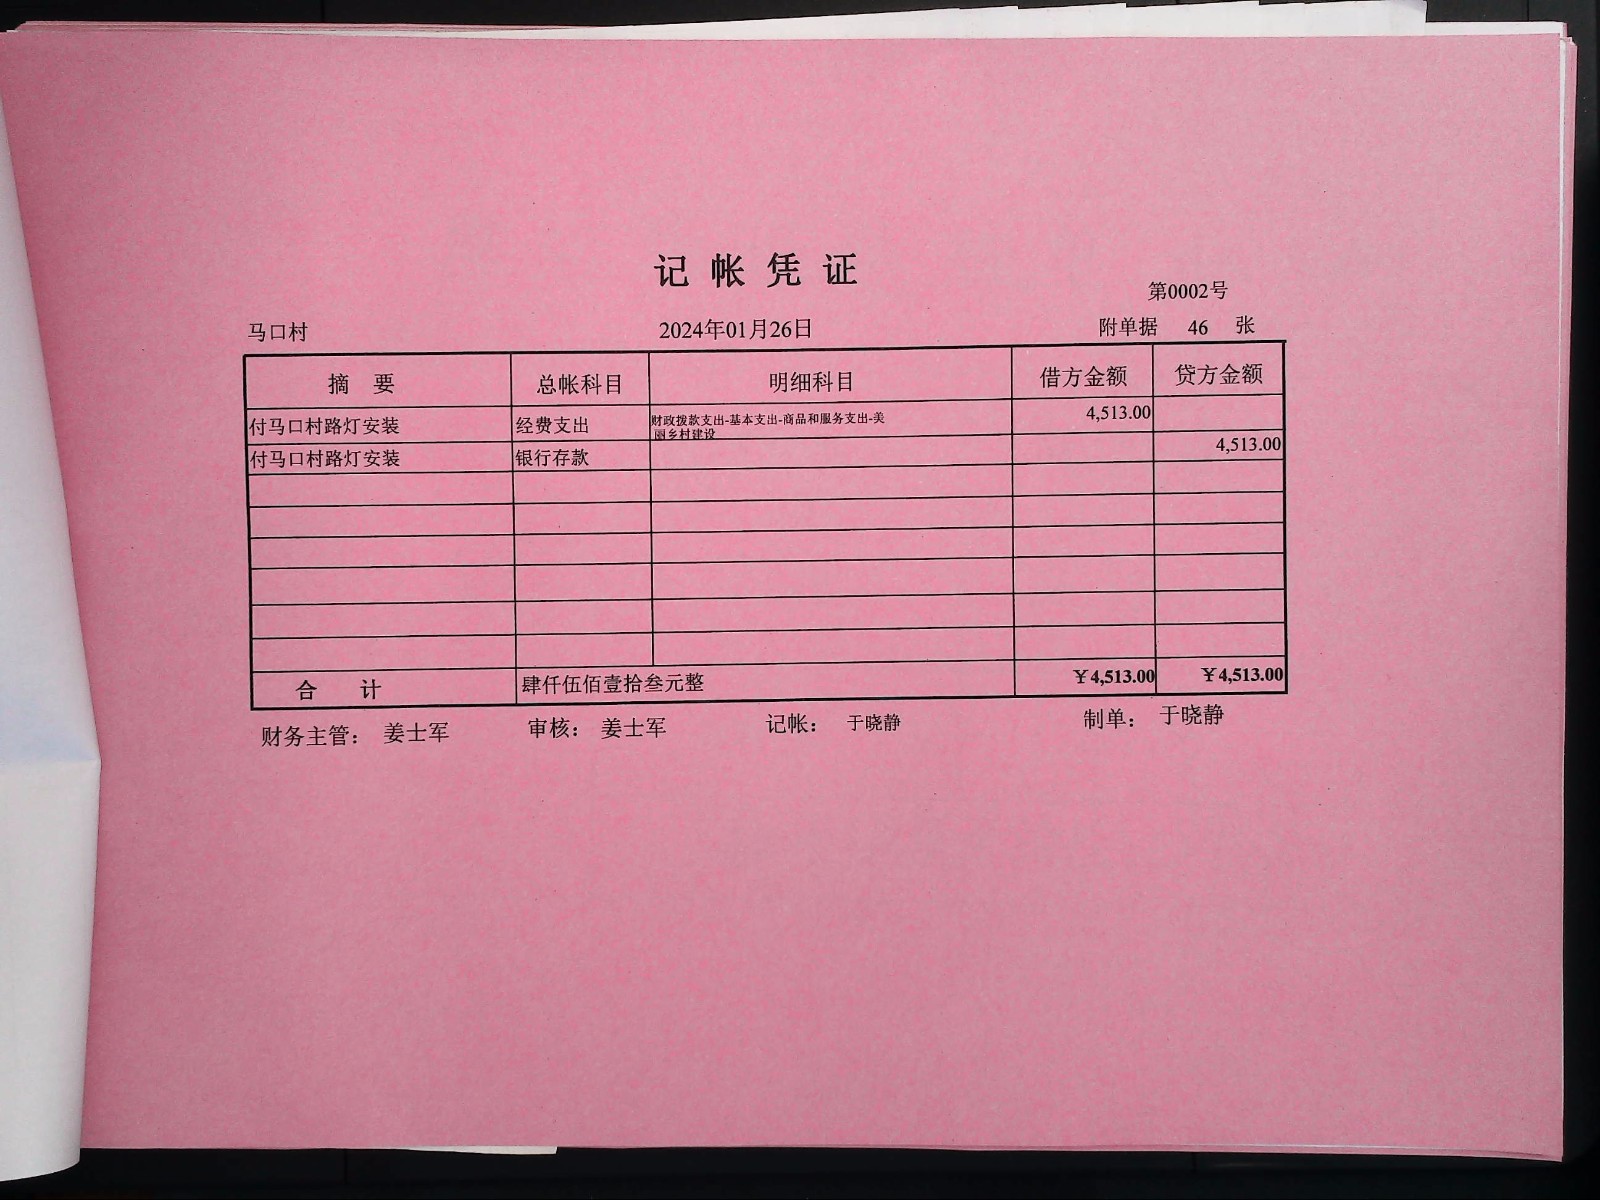 记帐凭证
第0002号
马口村 2024年01月26日 附单据 46 张
摘 要 总帐科目 明细科目 借方金额 贷方金额
付马口村路灯安装 经费支出 财政拨款支出-基本支出-商品和服务支出-美 4,513.00
丽乡村建设
付马口村路灯安装 银行存款 4,513.00
合 计 肆仟伍佰壹拾叁元整 ￥4,513.00 ￥4,513.00
财务主管： 姜士军 审核： 姜士军 记帐： 于晓静 制单： 于晓静